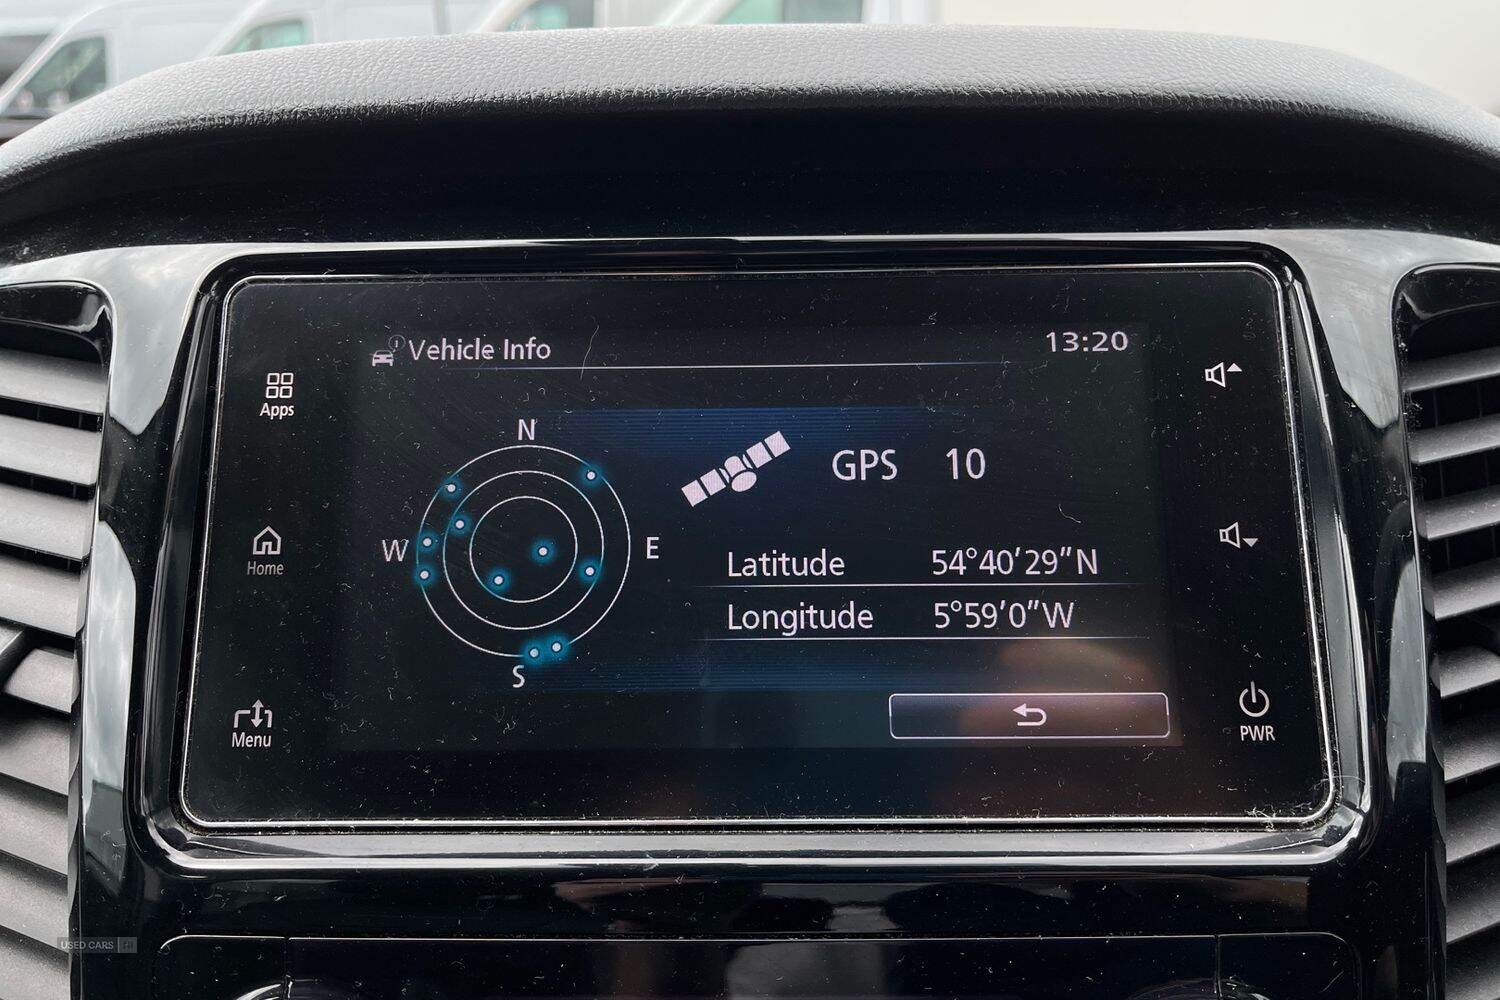 Vehicle Info
13:20
Apps
N
GPS 10
W
E
Home
Latitude 54°40'29"N
Longitude 5°59'0"W
S
Menu
PWR
USED CARS NI